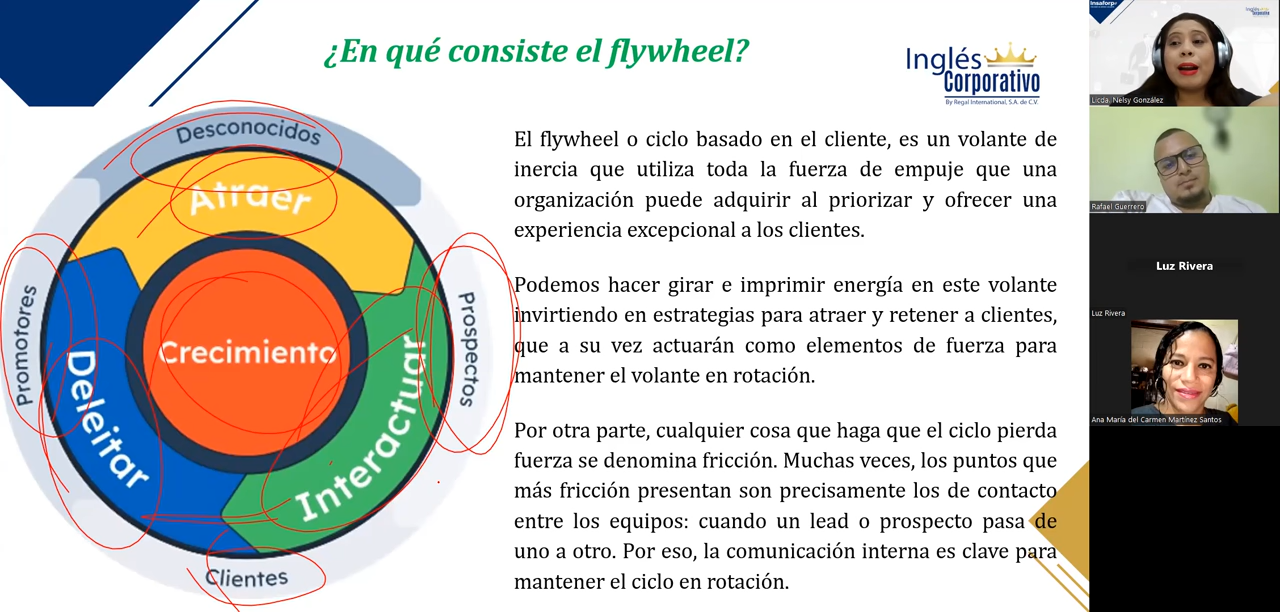 ¿En qué consiste el flywheel?
Inglés
Corporativo
By Regal International, S.A. de C.V.
Desconocidos
Atraer
Promotores
Crecimiento
Prospectos
Deleitar
Interactuar
Clientes
El flywheel o ciclo basado en el cliente, es un volante de
inercia que utiliza toda la fuerza de empuje que una
organización puede adquirir al priorizar y ofrecer una
experiencia excepcional a los clientes.
Podemos hacer girar e imprimir energía en este volante
invirtiendo en estrategias para atraer y retener a clientes,
que a su vez actuarán como elementos de fuerza para
mantener el volante en rotación.
Por otra parte, cualquier cosa que haga que el ciclo pierda
fuerza se denomina fricción. Muchas veces, los puntos que
más fricción presentan son precisamente los de contacto
entre los equipos: cuando un lead o prospecto pasa de
uno a otro. Por eso, la comunicación interna es clave para
mantener el ciclo en rotación.
Insaforp
Licda. Nelsy González
Rafael Guerrero
Luz Rivera
Luz Rivera
Ana María del Carmen Martínez Santos